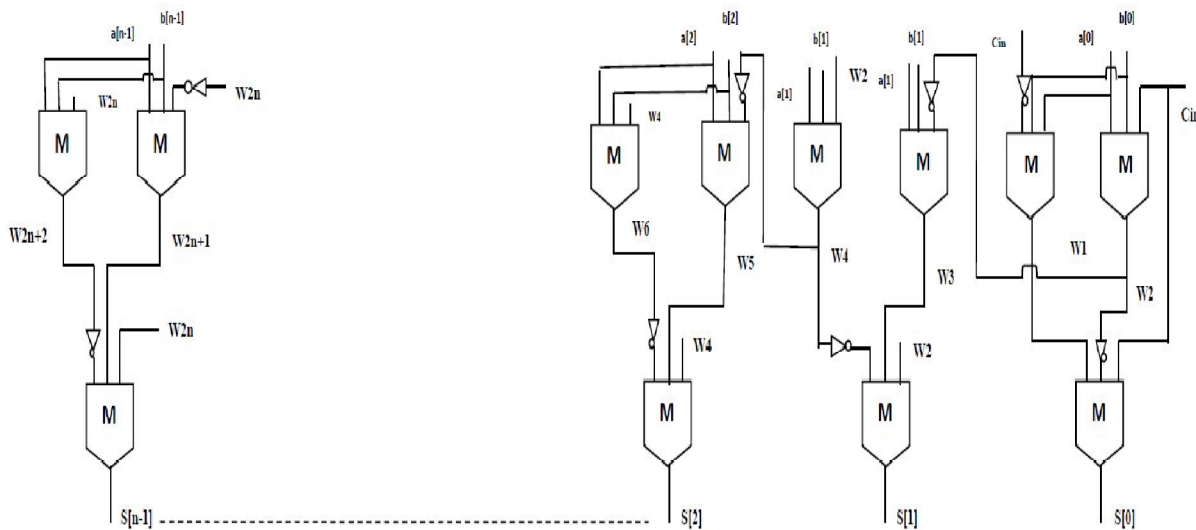 b[n-1]
a[n-1]
W2n
W2n
M
M
W2n+2
W2n+1
W2n
M
S[n-1]
b[2]
a[2]
W4
M
M
W6
W5
W4
M
S[2]
b[1]
W2
a[1]
M
W4
b[1]
a[1]
M
W3
W2
M
S[1]
Cin
b[0]
a[0]
Cin
M
M
W1
W2
M
S[0]